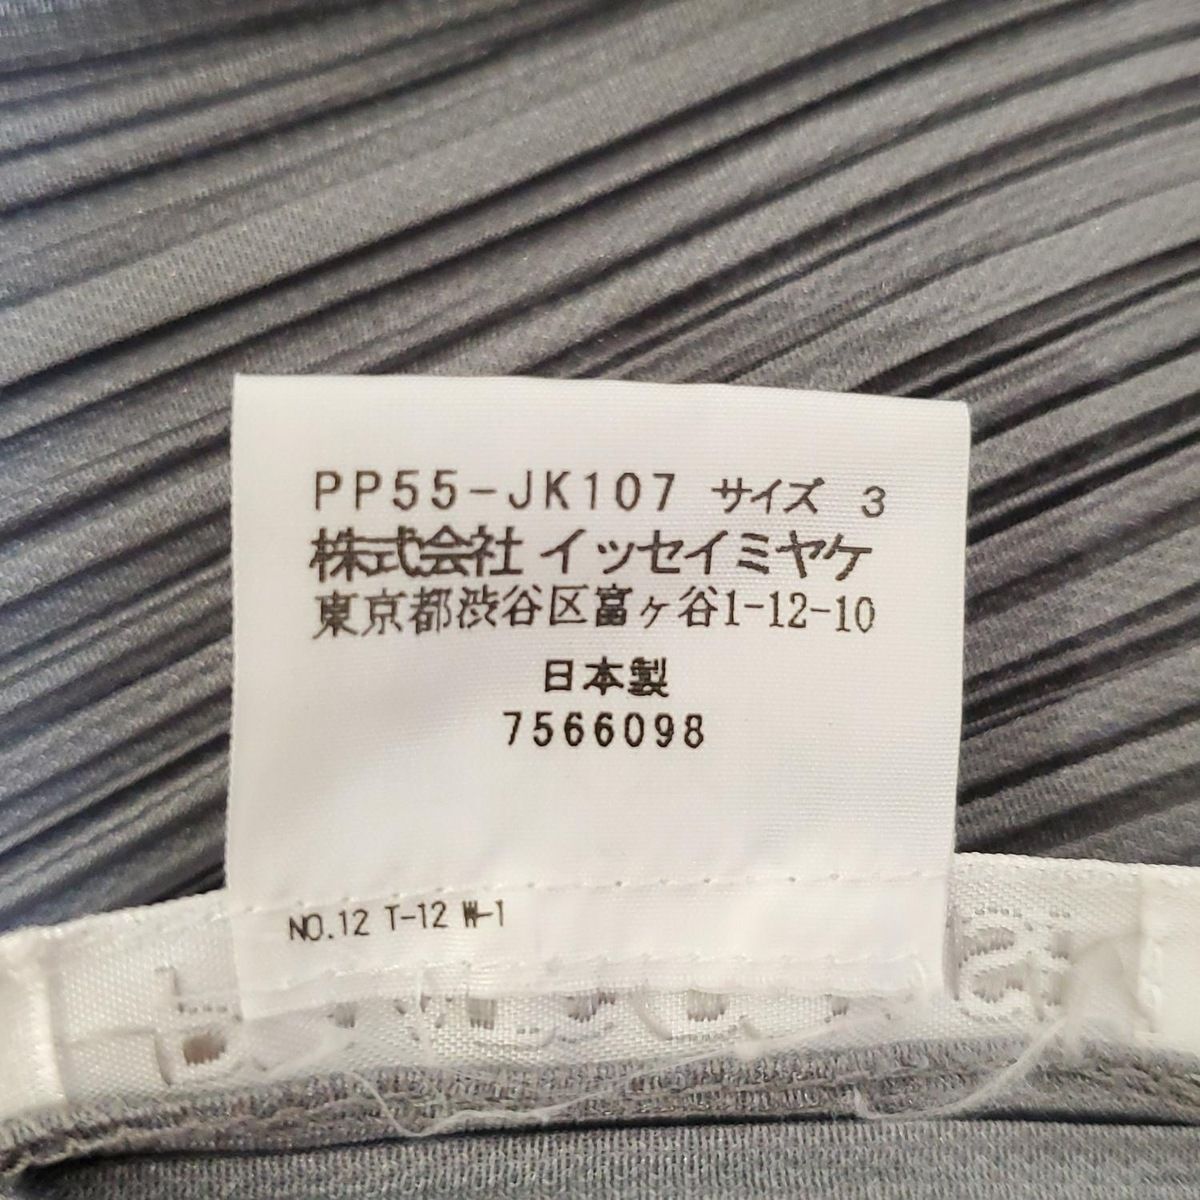 PP55-JK107 サイズ 3
株式会社 イッセイミヤケ
東京都渋谷区富ヶ谷1-12-10
日本製
7566098
NO.12 T-12 W-1